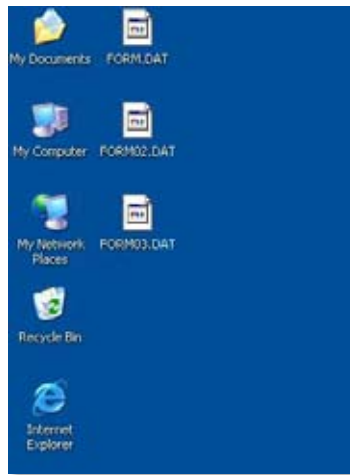 My Documents
FORM.DAT
My Computer
FORM02.DAT
My Network
Places
FORM03.DAT
Recycle Bin
Internet
Explorer